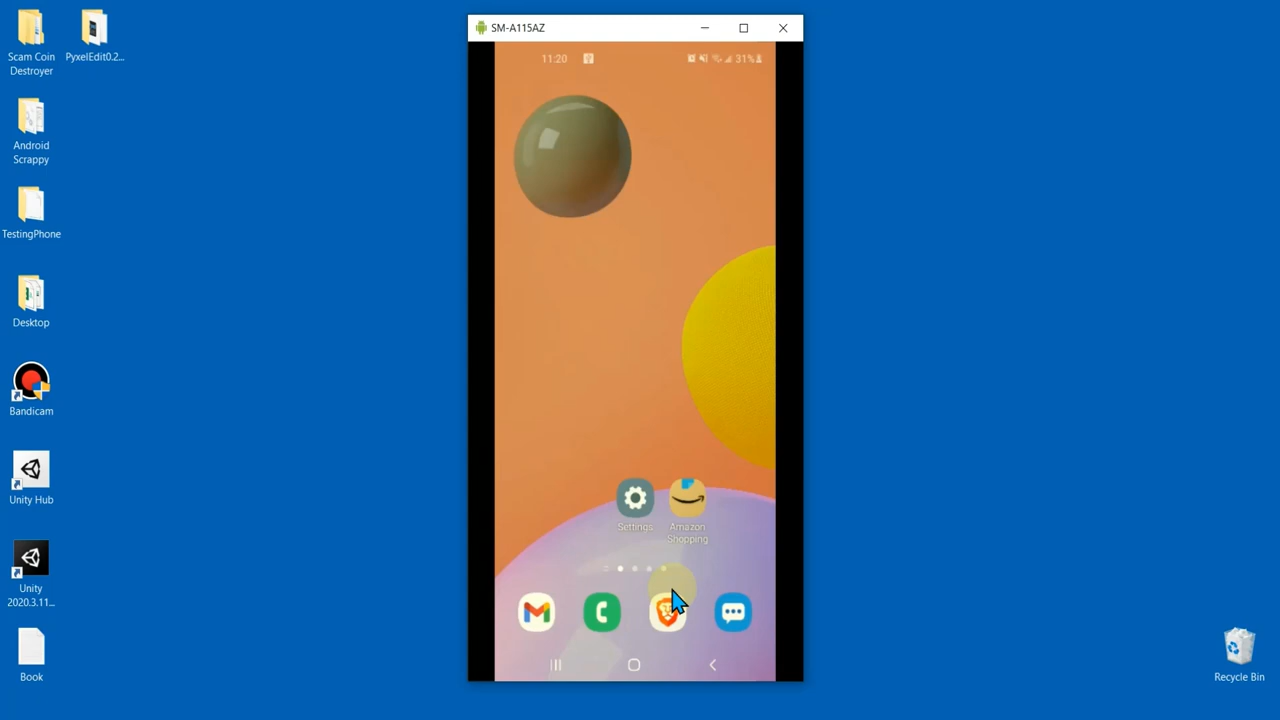 Scam Coin
Destroyer
PyxelEdit0.2...
Android
Scrappy
TestingPhone
Desktop
Bandicam
Unity Hub
Unity
2020.3.11...
Book
SM-A115AZ
11:20
31%
Settings
Amazon
Shopping
Recycle Bin